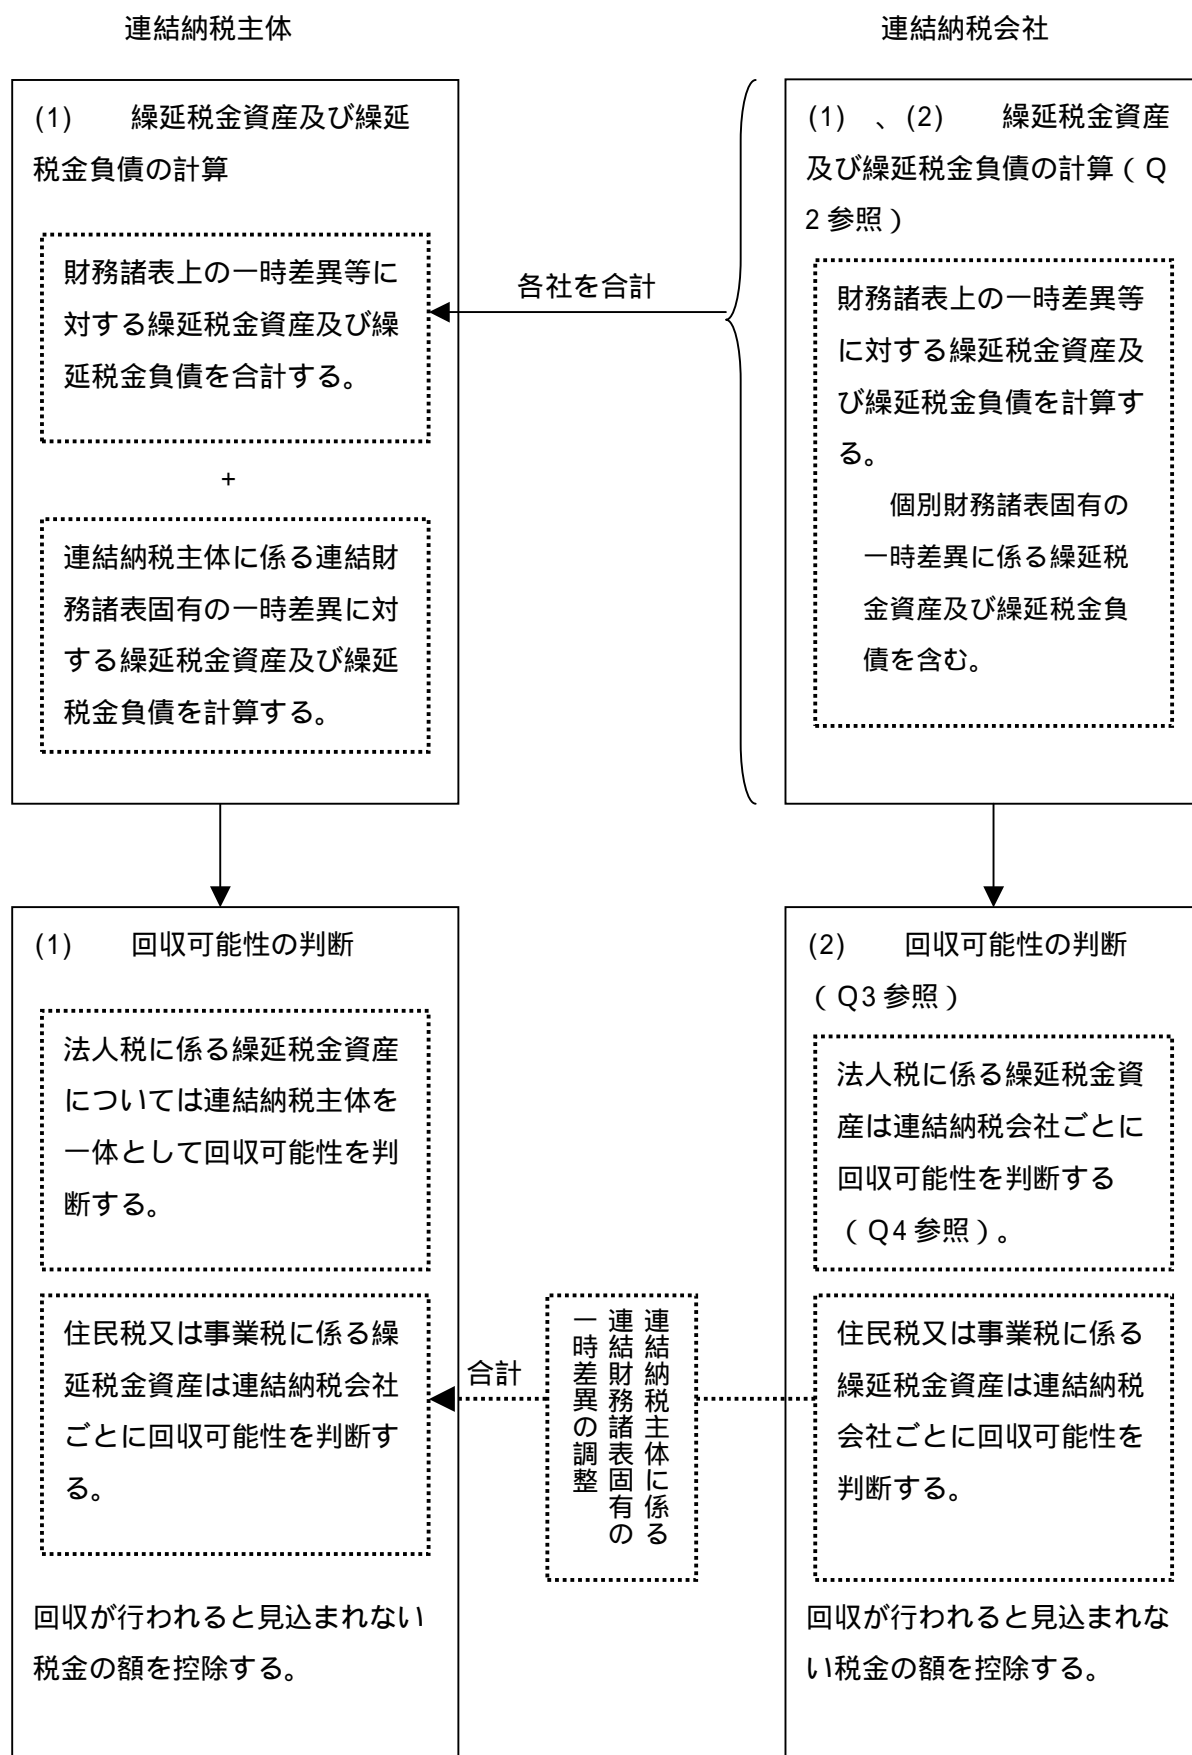 連結納税主体
連結納税会社
(1) 繰延税金資産及び繰延
税金負債の計算
財務諸表上の一時差異等に
対する繰延税金資産及び繰
延税金負債を合計する。
+
連結納税主体に係る連結財
務諸表固有の一時差異に対
する繰延税金資産及び繰延
税金負債を計算する。
各社を合計
(1) 、(2) 繰延税金資産
及び繰延税金負債の計算(Q
2 参照)
財務諸表上の一時差異等
に対する繰延税金資産及
び繰延税金負債を計算す
る。
個別財務諸表固有の
一時差異に係る繰延税
金資産及び繰延税金負
債を含む。
(1) 回収可能性の判断
法人税に係る繰延税金資産
については連結納税主体を
一体として回収可能性を判
断する。
住民税又は事業税に係る繰
延税金資産は連結納税会社
ごとに回収可能性を判断す
る。
回収が行われると見込まれない
税金の額を控除する。
合計
連結納税主体に係る
連結財務諸表固有の
一時差異の調整
(2) 回収可能性の判断
(Q3 参照)
法人税に係る繰延税金資
産は連結納税会社ごとに
回収可能性を判断する
(Q4 参照)。
住民税又は事業税に係る
繰延税金資産は連結納税
会社ごとに回収可能性を
判断する。
回収が行われると見込まれな
い税金の額を控除する。